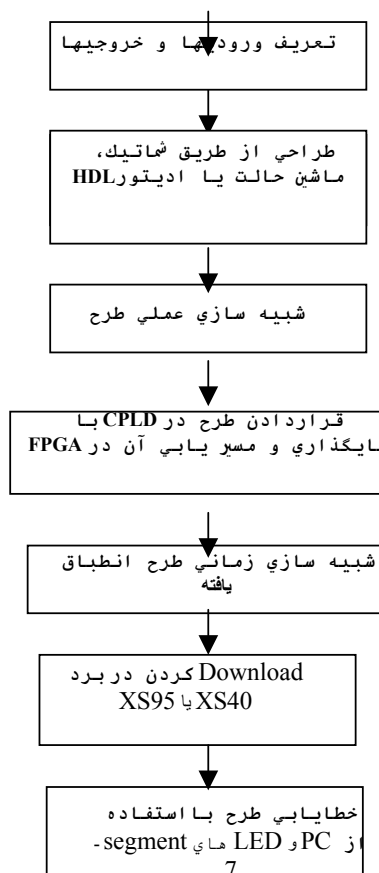 تعريف وروديها و خروجيها
طراحي از طريق شماتيك،
ماشين حالت يا اديتورHDL
شبيه سازي عملي طرح
قراردادن طرح در CPLD با
ايگذاري و مسير يابي آن در FPGA
شبيه سازي زماني طرح انطباق
يافته
Download كردن در برد
XS40 يا XS95
خطايابي طرح با استفاده
از PC و LED هاي segment-
7